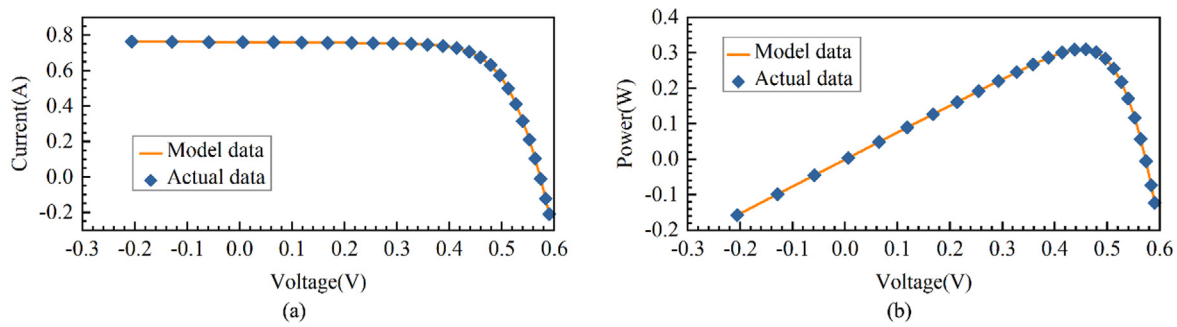 0.8
0.6
0.4
0.2
0.0
-0.2
Current(A)
Model data
Actual data
-0.3 -0.2 -0.1 0.0 0.1 0.2 0.3 0.4 0.5 0.6
Voltage(V)
(a)
0.4
0.3
0.2
0.1
0.0
-0.1
-0.2
Power(W)
Model data
Actual data
-0.3 -0.2 -0.1 0.0 0.1 0.2 0.3 0.4 0.5 0.6
Voltage(V)
(b)